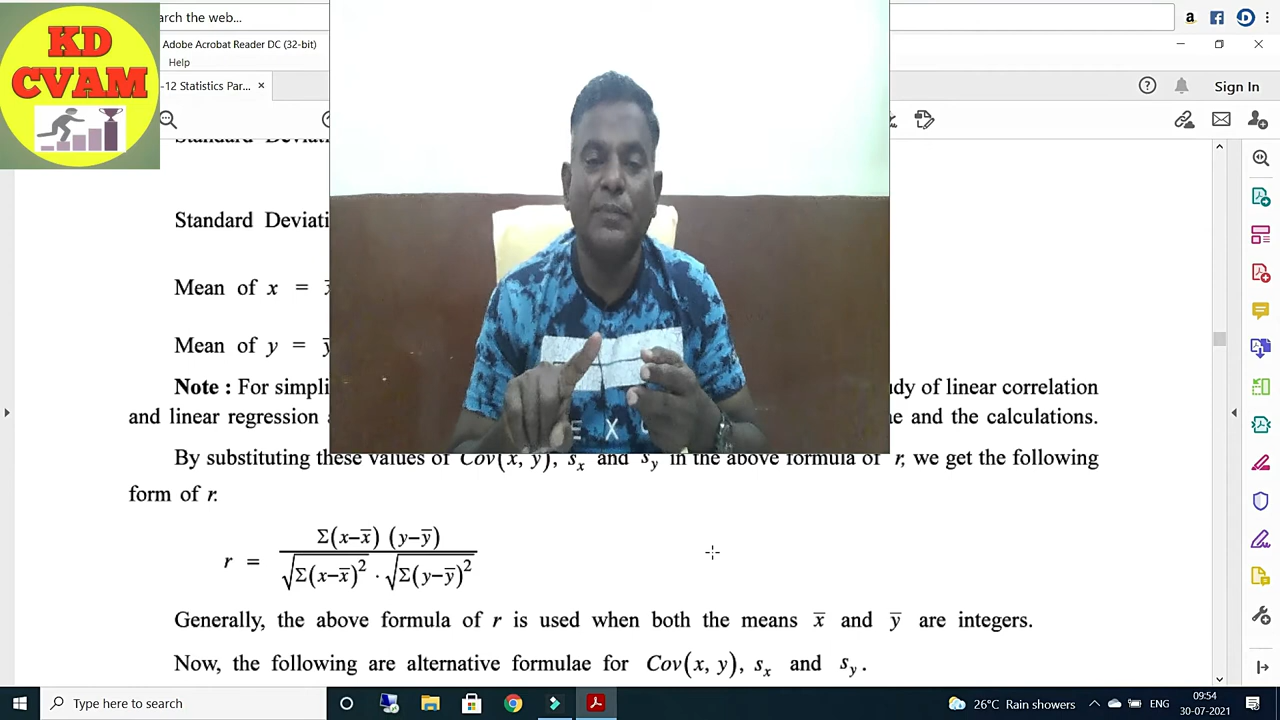 KD
CVAM
arch the web...
Adobe Acrobat Reader DC (32-bit)
Help
-12 Statistics Par... ×
Sign In
Standard Deviati
Standard Deviati
Mean of x = x̅
Mean of y = y̅
Note : For simpli dy of linear correlation
and linear regression e and the calculations.
By substituting these values of Cov(x, y), sₓ and s_y in the above formula of r, we get the following
form of r.
r = Σ(x–x̅) (y–y̅) / √Σ(x–x̅)² · √Σ(y–y̅)²
Generally, the above formula of r is used when both the means x̅ and y̅ are integers.
Now, the following are alternative formulae for Cov(x, y), sₓ and s_y.
X
Type here to search
26°C Rain showers
ENG
09:54
30-07-2021